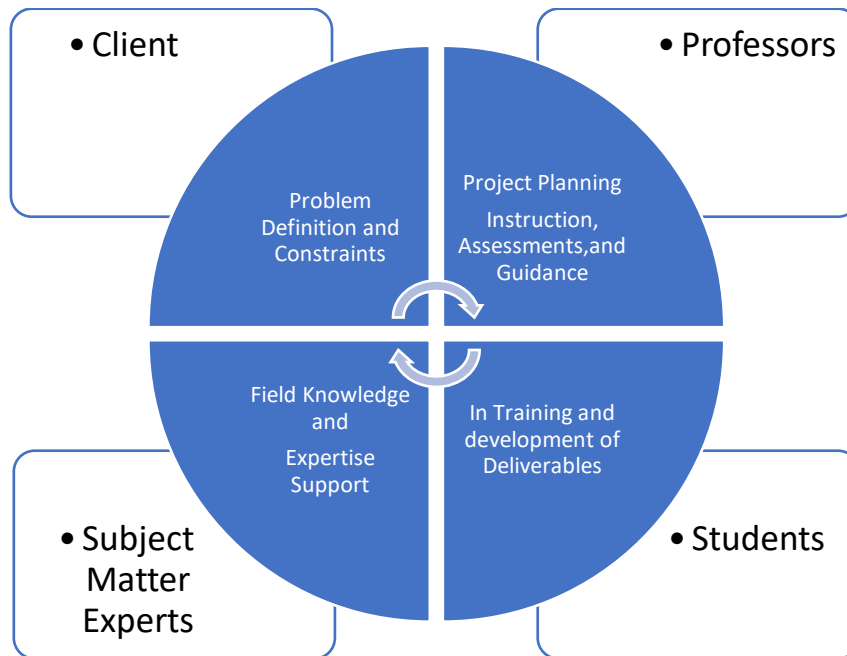 • Client
• Professors
Problem
Definition and
Constraints
Project Planning
Instruction,
Assessments,and
Guidance
Field Knowledge
and
Expertise
Support
In Training and
development of
Deliverables
• Subject
Matter
Experts
• Students